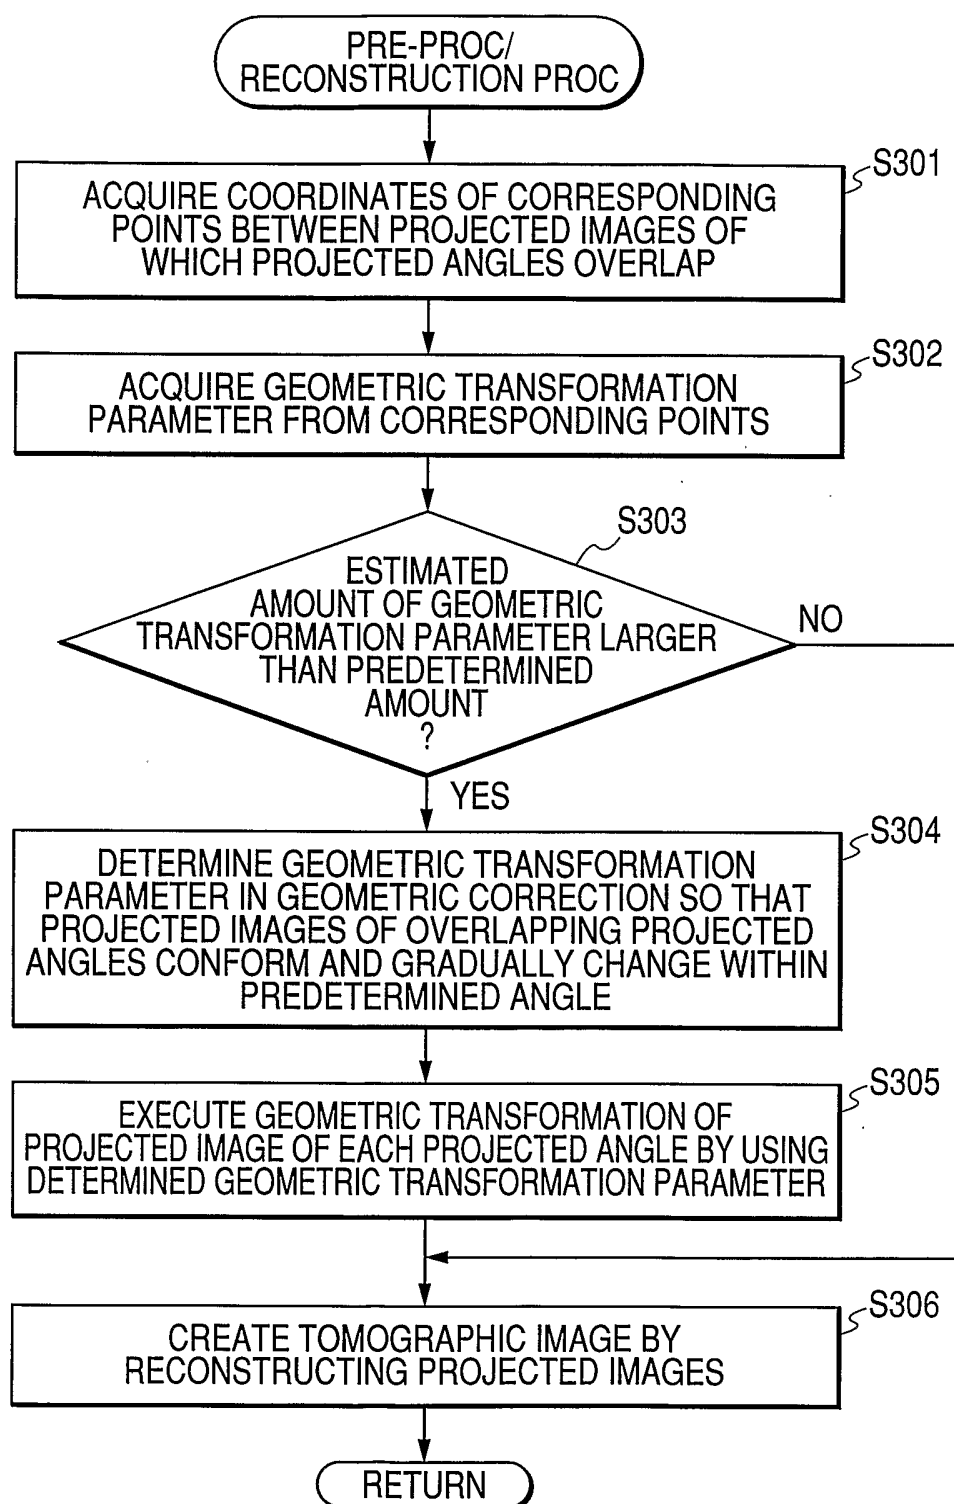 PRE-PROC/
RECONSTRUCTION PROC
S301
ACQUIRE COORDINATES OF CORRESPONDING
POINTS BETWEEN PROJECTED IMAGES OF
WHICH PROJECTED ANGLES OVERLAP
S302
ACQUIRE GEOMETRIC TRANSFORMATION
PARAMETER FROM CORRESPONDING POINTS
S303
ESTIMATED
AMOUNT OF GEOMETRIC
TRANSFORMATION PARAMETER LARGER
THAN PREDETERMINED
AMOUNT
?
NO
YES
S304
DETERMINE GEOMETRIC TRANSFORMATION
PARAMETER IN GEOMETRIC CORRECTION SO THAT
PROJECTED IMAGES OF OVERLAPPING PROJECTED
ANGLES CONFORM AND GRADUALLY CHANGE WITHIN
PREDETERMINED ANGLE
S305
EXECUTE GEOMETRIC TRANSFORMATION OF
PROJECTED IMAGE OF EACH PROJECTED ANGLE BY USING
DETERMINED GEOMETRIC TRANSFORMATION PARAMETER
S306
CREATE TOMOGRAPHIC IMAGE BY
RECONSTRUCTING PROJECTED IMAGES
RETURN